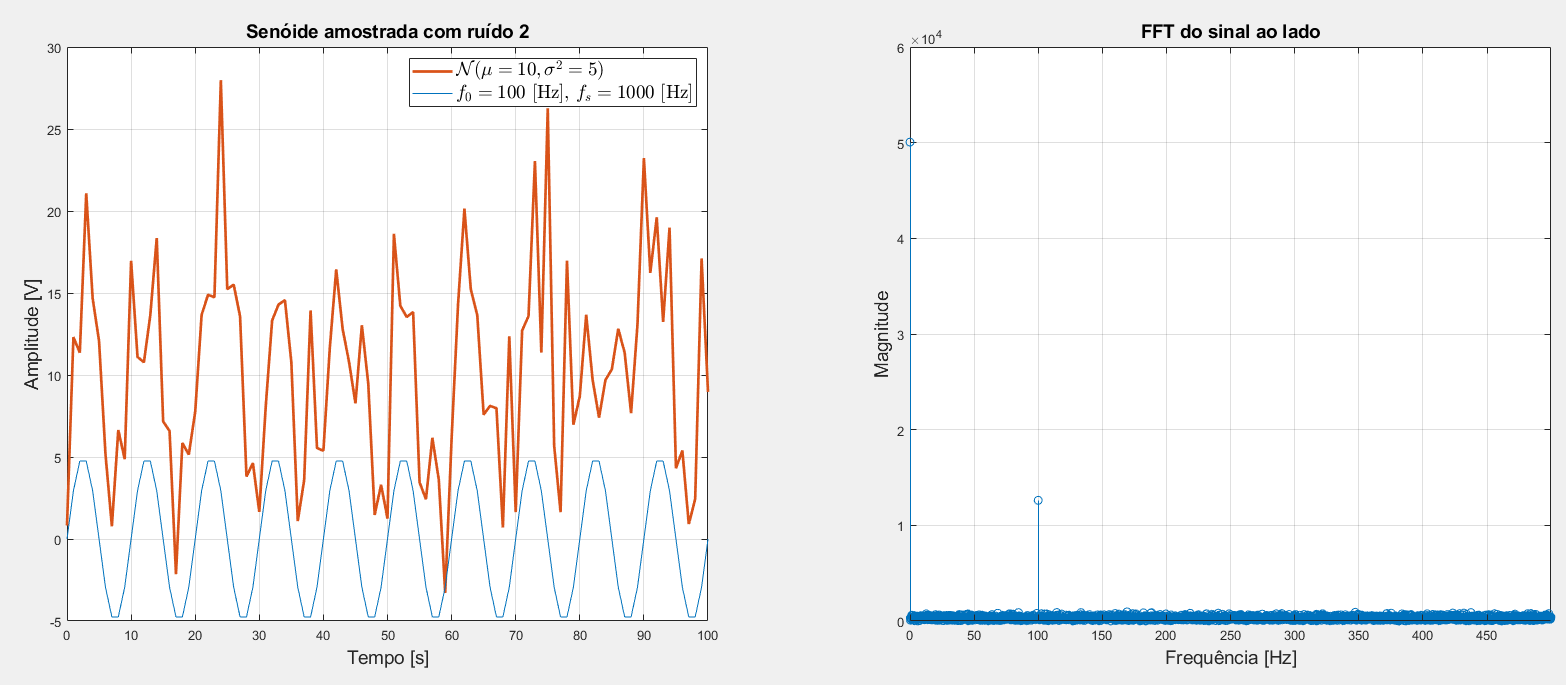 Senóide amostrada com ruído 2
30
25
20
15
10
5
0
-5
Amplitude [V]
𝒩(μ = 10, σ² = 5)
f₀ = 100 [Hz], fₛ = 1000 [Hz]
0 10 20 30 40 50 60 70 80 90 100
Tempo [s]
FFT do sinal ao lado
×10⁴
6
5
4
3
2
1
0
Magnitude
0 50 100 150 200 250 300 350 400 450
Frequência [Hz]